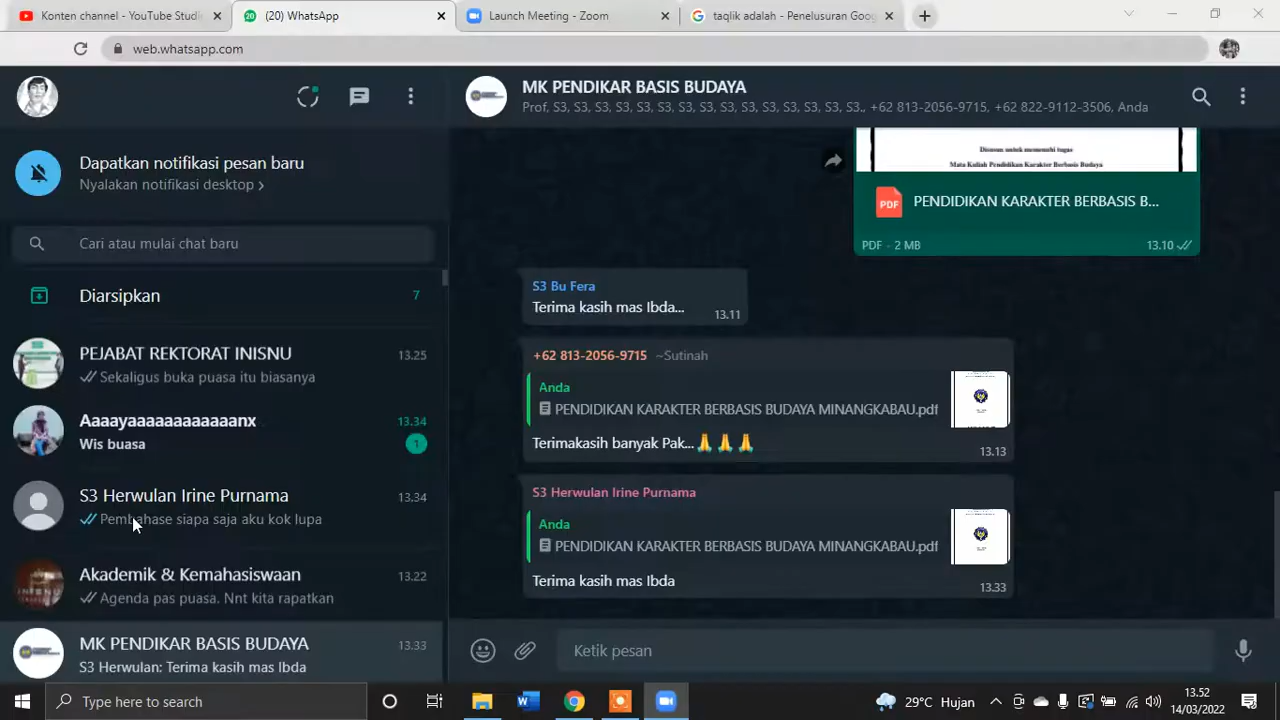 Konten kanal - YouTube Studi
(20) WhatsApp
Launch Meeting - Zoom
taqlik adalah - Penelusuran Goog
web.whatsapp.com
Dapatkan notifikasi pesan baru
Nyalakan notifikasi desktop
Cari atau mulai chat baru
Diarsipkan 7
PEJABAT REKTORAT INISNU 13.25
Sekaligus buka puasa itu biasanya
Aaaayaaaaaaaaaaanx 13.34
Wis buasa 1
S3 Herwulan Irine Purnama 13.34
Pembahase siapa saja aku kok lupa
Akademik & Kemahasiswaan 13.22
Agenda pas puasa. Nnt kita rapatkan
MK PENDIKAR BASIS BUDAYA 13.33
S3 Herwulan: Terima kasih mas Ibda
MK PENDIKAR BASIS BUDAYA
Prof, S3, S3, S3, S3, S3, S3, S3, S3, S3, S3, S3, S3, S3, S3, S3., +62 813-2056-9715, +62 822-9112-3506, Anda
Disusun untuk memenuhi tugas
Mata Kuliah Pendidikan Karakter Berbasis Budaya
PDF PENDIDIKAN KARAKTER BERBASIS B...
PDF - 2 MB 13.10
S3 Bu Fera
Terima kasih mas Ibda...
13.11
+62 813-2056-9715 ~Sutinah
Anda
PENDIDIKAN KARAKTER BERBASIS BUDAYA MINANGKABAU.pdf
Terimakasih banyak Pak...🙏🙏🙏
13.13
S3 Herwulan Irine Purnama
Anda
PENDIDIKAN KARAKTER BERBASIS BUDAYA MINANGKABAU.pdf
Terima kasih mas Ibda
13.33
Ketik pesan
Type here to search
29°C Hujan
13.52
14/03/2022